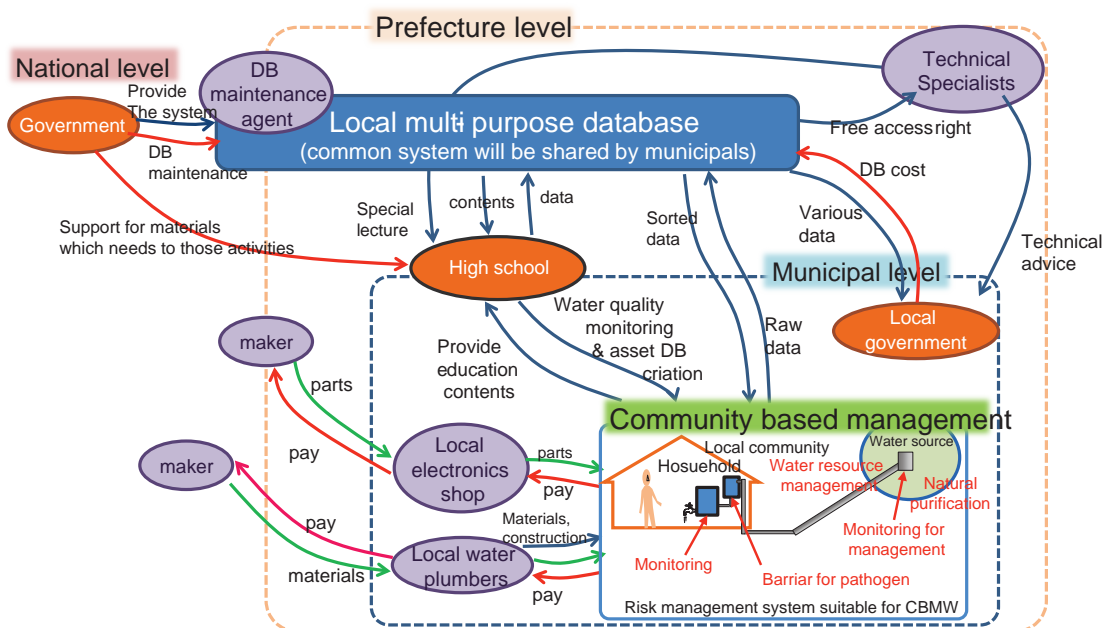 Prefecture level
National level
DB
maintenance
agent
Technical
Specialists
Provide
The system
Government
Local multi purpose database
(common system will be shared by municipals)
Free access right
DB
maintenance
DB cost
Special
lecture
contents
data
Sorted
data
Various
data
Support for materials
which needs to those activities
Technical
advice
High school
Municipal level
Water quality
monitoring
& asset DB
criation
Raw
data
Local
government
maker
Provide
education
contents
parts
Community based management
Local community
Water source
Hosuehold
Water resource
management
Natural
purification
pay
Local
electronics
shop
parts
pay
maker
Monitoring for
management
Materials,
construction
pay
Local water
plumbers
Monitoring
Barriar for pathogen
materials
pay
Risk management system suitable for CBMW